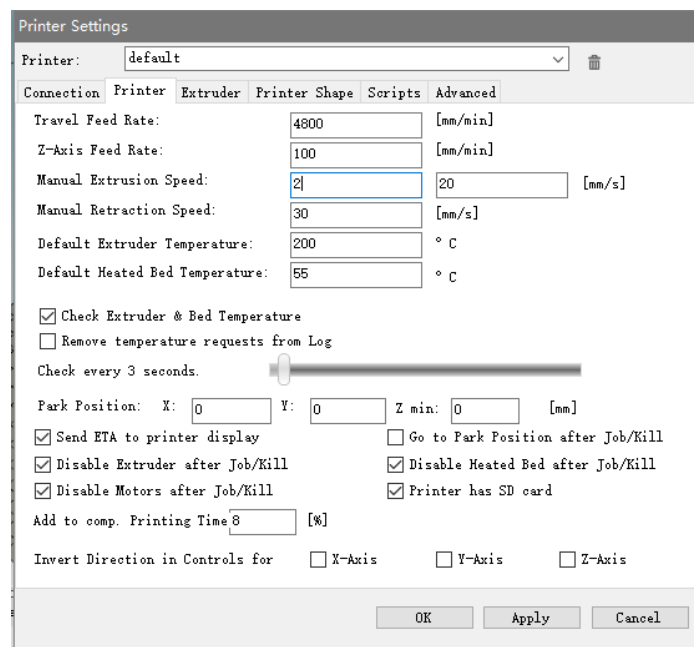 Printer Settings
Printer: default
Connection Printer Extruder Printer Shape Scripts Advanced
Travel Feed Rate: 4800 [mm/min]
Z-Axis Feed Rate: 100 [mm/min]
Manual Extrusion Speed: 2 20 [mm/s]
Manual Retraction Speed: 30 [mm/s]
Default Extruder Temperature: 200 ° C
Default Heated Bed Temperature: 55 ° C
Check Extruder & Bed Temperature
Remove temperature requests from Log
Check every 3 seconds.
Park Position: X: 0 Y: 0 Z min: 0 [mm]
Send ETA to printer display Go to Park Position after Job/Kill
Disable Extruder after Job/Kill Disable Heated Bed after Job/Kill
Disable Motors after Job/Kill Printer has SD card
Add to comp. Printing Time 8 [%]
Invert Direction in Controls for X-Axis Y-Axis Z-Axis
OK Apply Cancel